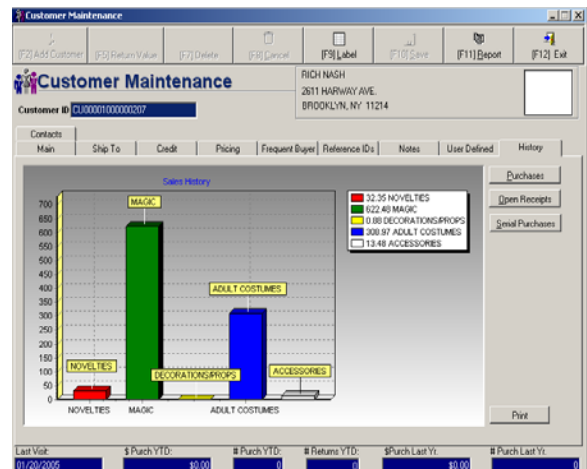 Customer Maintenance
[F2] Add Customer [F5] Return Value [F7] Delete [F8] Cancel [F9] Label [F10] Save [F11] Report [F12] Exit
Customer Maintenance
RICH NASH
2611 HARWAY AVE.
BROOKLYN, NY 11214
Customer ID CU00001000000207
Contacts
Main Ship To Credit Pricing Frequent Buyer Reference IDs Notes User Defined History
Sales History
700
650
600
550
500
450
400
350
300
250
200
150
100
50
0
MAGIC
ADULT COSTUMES
NOVELTIES
DECORATIONS/PROPS
ACCESSORIES
NOVELTIES MAGIC ADULT COSTUMES
32.35 NOVELTIES
622.48 MAGIC
0.88 DECORATIONS/PROPS
308.97 ADULT COSTUMES
13.48 ACCESSORIES
Purchases
Open Receipts
Serial Purchases
Print
Last Visit: $ Purch YTD: # Purch YTD: # Returns YTD: $Purch Last Yr. # Purch Last Yr.
01/20/2005 $0.00 0 0 $0.00 0